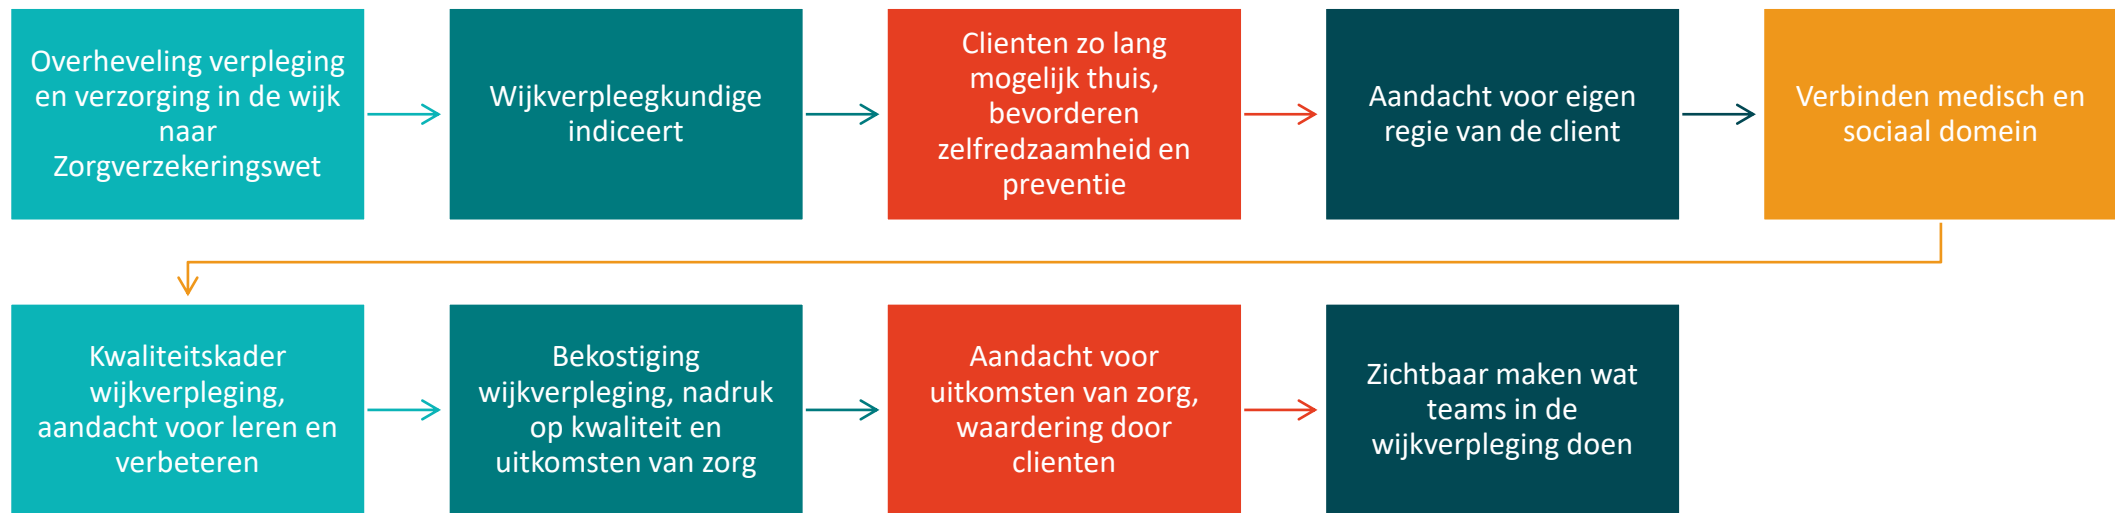 Overheveling verpleging
en verzorging in de wijk
naar
Zorgverzekeringswet
Wijkverpleegkundige
indiceert
Clienten zo lang
mogelijk thuis,
bevorderen
zelfredzaamheid en
preventie
Aandacht voor eigen
regie van de client
Verbinden medisch en
sociaal domein
Kwaliteitskader
wijkverpleging,
aandacht voor leren en
verbeteren
Bekostiging
wijkverpleging, nadruk
op kwaliteit en
uitkomsten van zorg
Aandacht voor
uitkomsten van zorg,
waardering door
clienten
Zichtbaar maken wat
teams in de
wijkverpleging doen